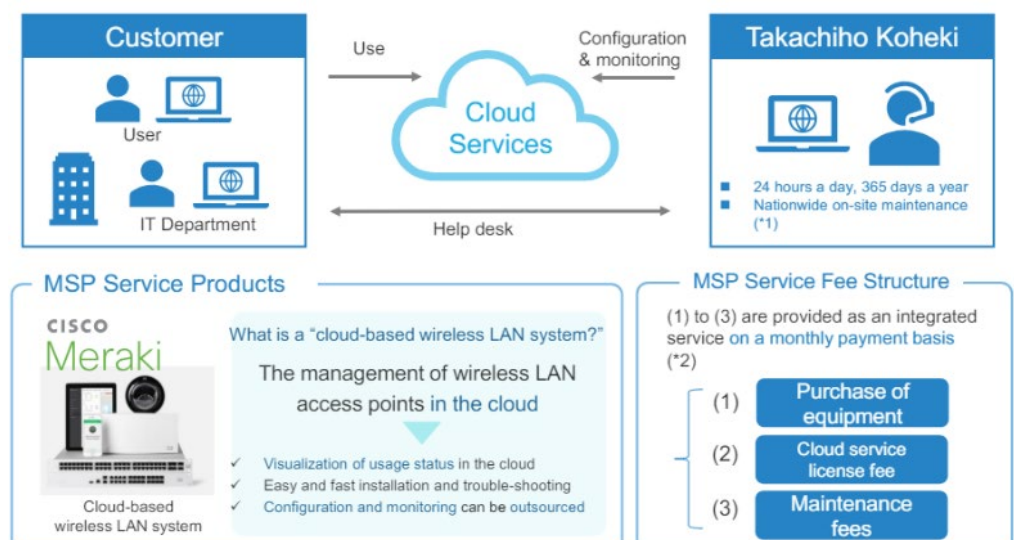 Customer
User
IT Department
Use
Configuration
& monitoring
Cloud
Services
Help desk
Takachiho Koheki
■ 24 hours a day, 365 days a year
■ Nationwide on-site maintenance
(*1)
MSP Service Products
CISCO
Meraki
Cloud-based
wireless LAN system
What is a “cloud-based wireless LAN system?”
The management of wireless LAN
access points in the cloud
✓ Visualization of usage status in the cloud
✓ Easy and fast installation and trouble-shooting
✓ Configuration and monitoring can be outsourced
MSP Service Fee Structure
(1) to (3) are provided as an integrated
service on a monthly payment basis
(*2)
(1) Purchase of
equipment
(2) Cloud service
license fee
(3) Maintenance
fees